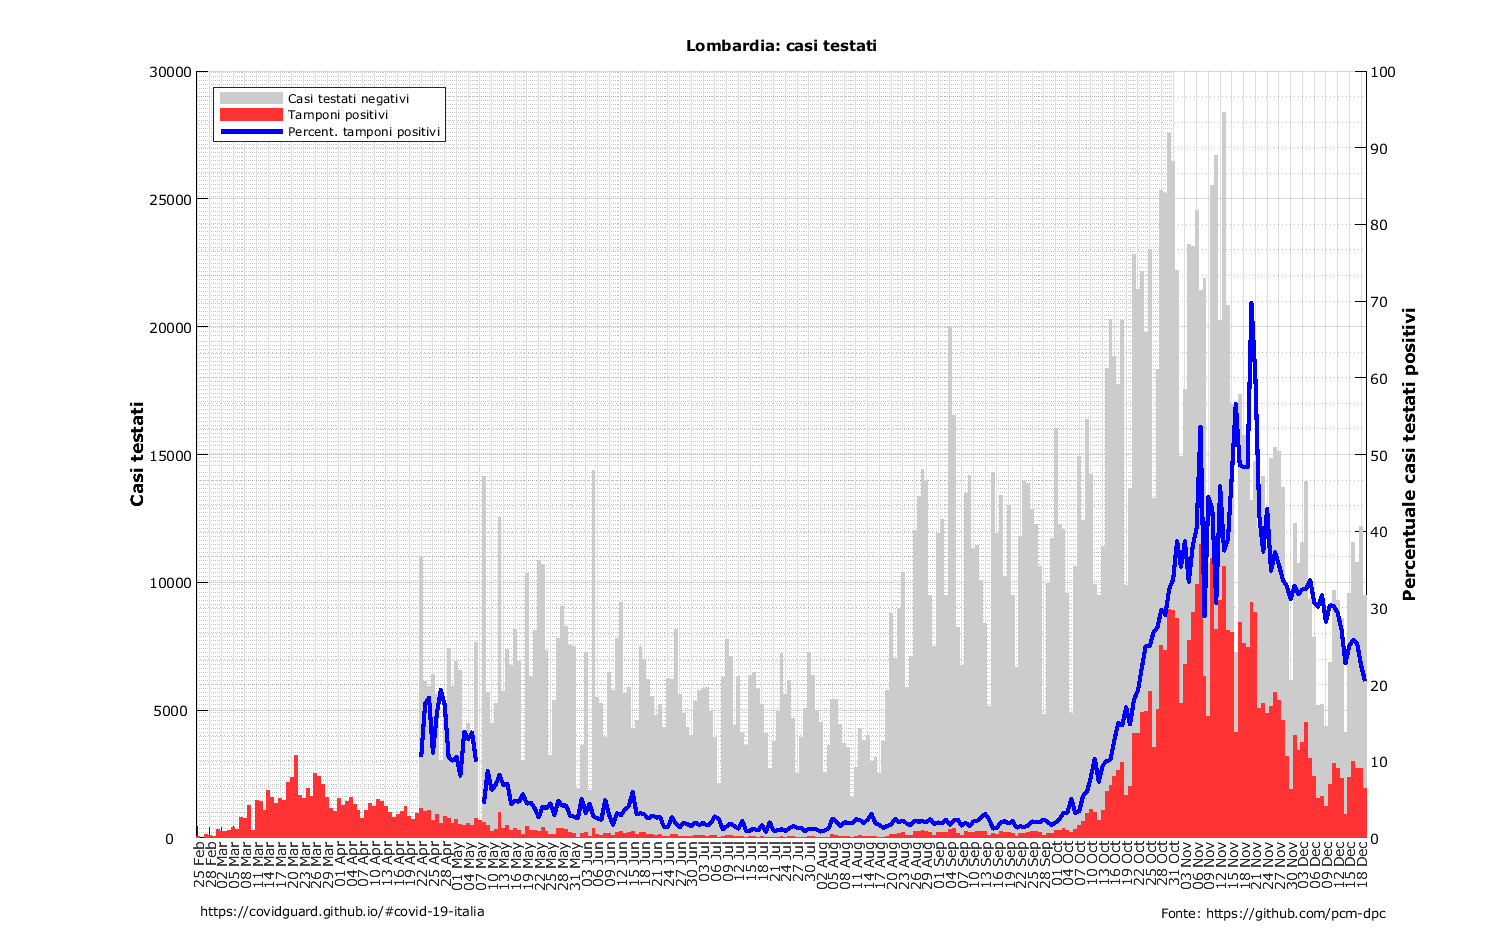 Lombardia: casi testati
Casi testati negativi
Tamponi positivi
Percent. tamponi positivi
30000
25000
20000
15000
10000
5000
0
Casi testati
100
90
80
70
60
50
40
30
20
10
0
Percentuale casi testati positivi
25 Feb
28 Feb
02 Mar
05 Mar
08 Mar
11 Mar
14 Mar
17 Mar
20 Mar
23 Mar
26 Mar
29 Mar
01 Apr
04 Apr
07 Apr
10 Apr
13 Apr
16 Apr
19 Apr
22 Apr
25 Apr
28 Apr
01 May
04 May
07 May
10 May
13 May
16 May
19 May
22 May
25 May
28 May
31 May
03 Jun
06 Jun
09 Jun
12 Jun
15 Jun
18 Jun
21 Jun
24 Jun
27 Jun
30 Jun
03 Jul
06 Jul
09 Jul
12 Jul
15 Jul
18 Jul
21 Jul
24 Jul
27 Jul
30 Jul
02 Aug
05 Aug
08 Aug
11 Aug
14 Aug
17 Aug
20 Aug
23 Aug
26 Aug
29 Aug
01 Sep
04 Sep
07 Sep
10 Sep
13 Sep
16 Sep
19 Sep
22 Sep
25 Sep
28 Sep
01 Oct
04 Oct
07 Oct
10 Oct
13 Oct
16 Oct
19 Oct
22 Oct
25 Oct
28 Oct
31 Oct
03 Nov
06 Nov
09 Nov
12 Nov
15 Nov
18 Nov
21 Nov
24 Nov
27 Nov
30 Nov
03 Dec
06 Dec
09 Dec
12 Dec
15 Dec
18 Dec
https://covidguard.github.io/#covid-19-italia
Fonte: https://github.com/pcm-dpc